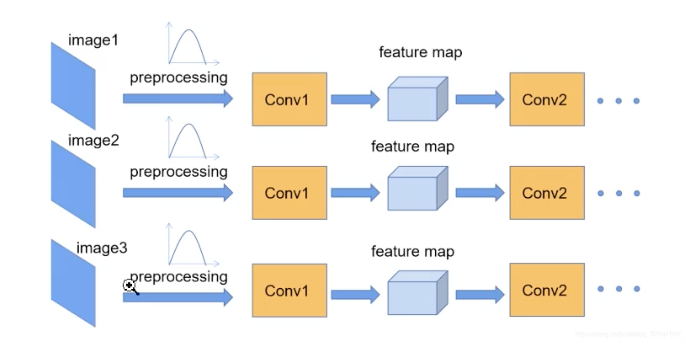 image1
preprocessing
Conv1
feature map
Conv2
image2
preprocessing
Conv1
feature map
Conv2
image3
preprocessing
Conv1
feature map
Conv2